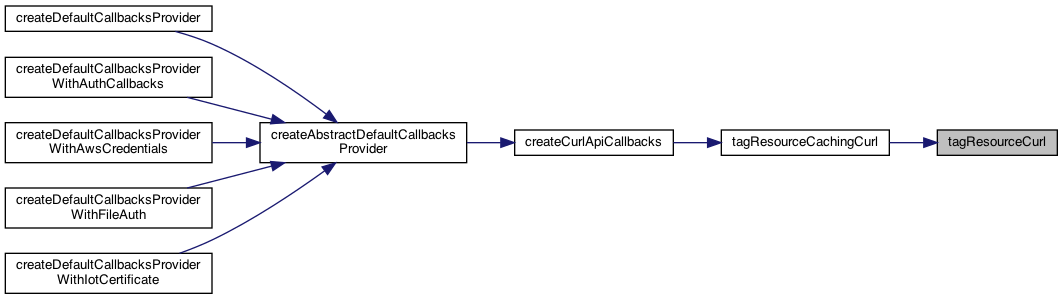 createDefaultCallbacksProvider
createDefaultCallbacksProvider
WithAuthCallbacks
createDefaultCallbacksProvider
WithAwsCredentials
createDefaultCallbacksProvider
WithFileAuth
createDefaultCallbacksProvider
WithIotCertificate
createAbstractDefaultCallbacks
Provider
createCurlApiCallbacks
tagResourceCachingCurl
tagResourceCurl